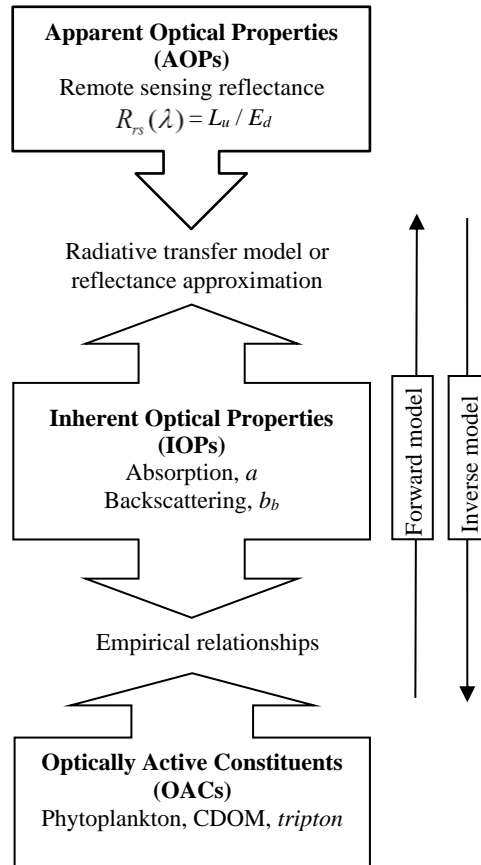 Apparent Optical Properties
(AOPs)
Remote sensing reflectance
R_rs(λ) = L_u / E_d
Radiative transfer model or
reflectance approximation
Inherent Optical Properties
(IOPs)
Absorption, a
Backscattering, b_b
Empirical relationships
Optically Active Constituents
(OACs)
Phytoplankton, CDOM, tripton
Forward model
Inverse model